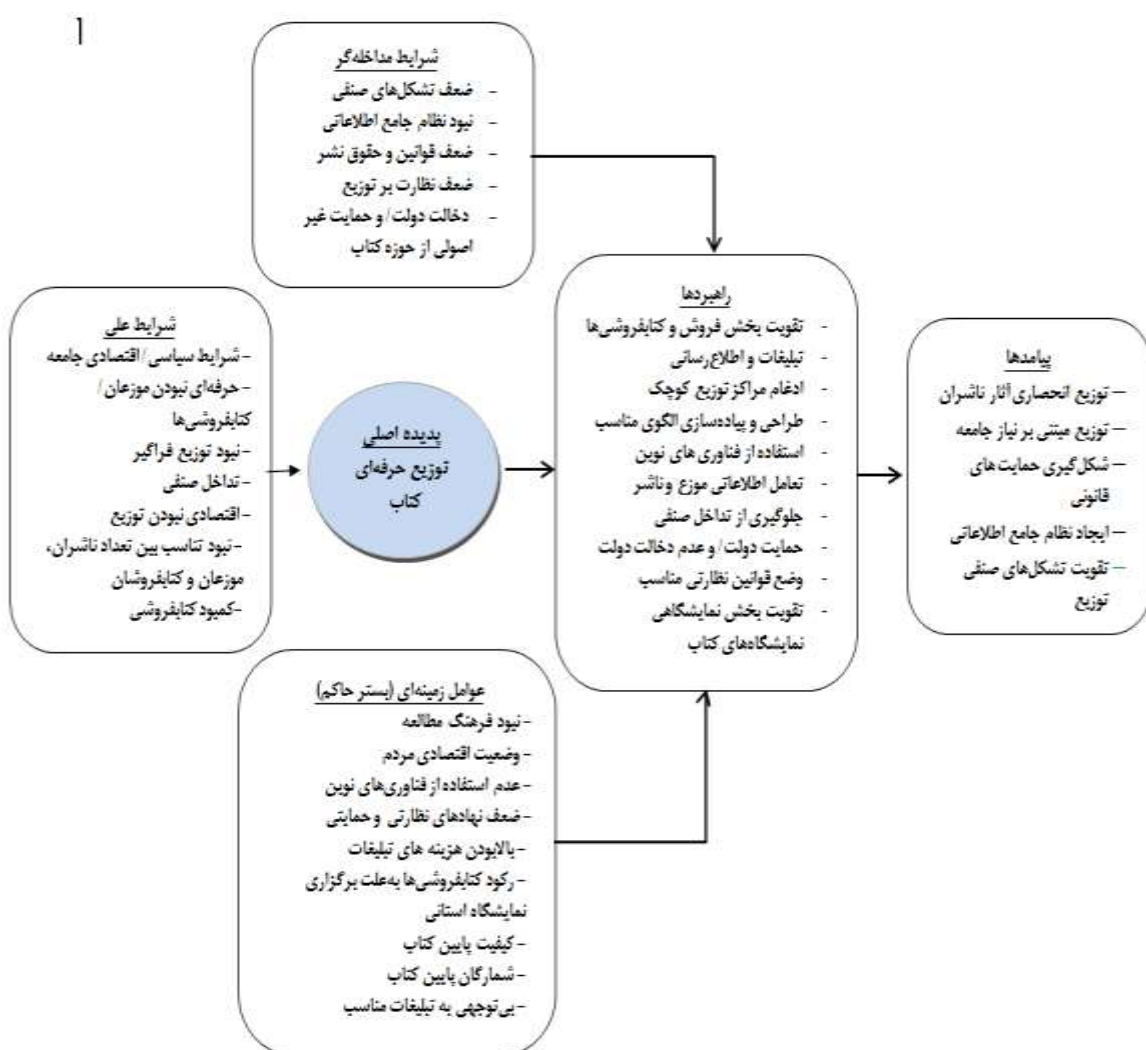 1
شرایط مداخله‌گر
- ضعف تشکل‌های صنفی
- نبود نظام جامع اطلاعاتی
- ضعف قوانین و حقوق نشر
- ضعف نظارت بر توزیع
- دخالت دولت/ و حمایت غیر
اصولی از حوزه کتاب
شرایط علی
-شرایط سیاسی/ اقتصادی جامعه
-حرفه‌ای نبودن موزعان/
کتابفروشی‌ها
-نبود توزیع فراگیر
-تداخل صنفی
-اقتصادی نبودن توزیع
-نبود تناسب بین تعداد ناشران،
موزعان و کتابفروشان
-کمبود کتابفروشی
پدیده اصلی
توزیع حرفه‌ای
کتاب
راهبردها
- تقویت بخش فروش و کتابفروشی‌ها
- تبلیغات و اطلاع‌رسانی
- ادغام مراکز توزیع کوچک
- طراحی و پیاده‌سازی الگوی مناسب
- استفاده از فناوری های نوین
- تعامل اطلاعاتی موزع وناشر
- جلوگیری از تداخل صنفی
- حمایت دولت/ و عدم دخالت دولت
- وضع قوانین نظارتی مناسب
- تقویت بخش نمایشگاهی
نمایشگاه‌های کتاب
پیامدها
– توزیع انحصاری آثار ناشران
– توزیع مبتنی بر نیاز جامعه
– شکل‌گیری حمایت های
قانونی
– ایجاد نظام جامع اطلاعاتی
– تقویت تشکل‌های صنفی
توزیع
عوامل زمینه‌ای (بستر حاکم)
-نبود فرهنگ مطالعه
-وضعیت اقتصادی مردم
-عدم استفاده از فناوری‌های نوین
-ضعف نهادهای نظارتی و حمایتی
-بالابودن هزینه های تبلیغات
-رکود کتابفروشی‌ها به‌علت برگزاری
نمایشگاه استانی
-کیفیت پایین کتاب
-شمارگان پایین کتاب
-بی‌توجهی به تبلیغات مناسب